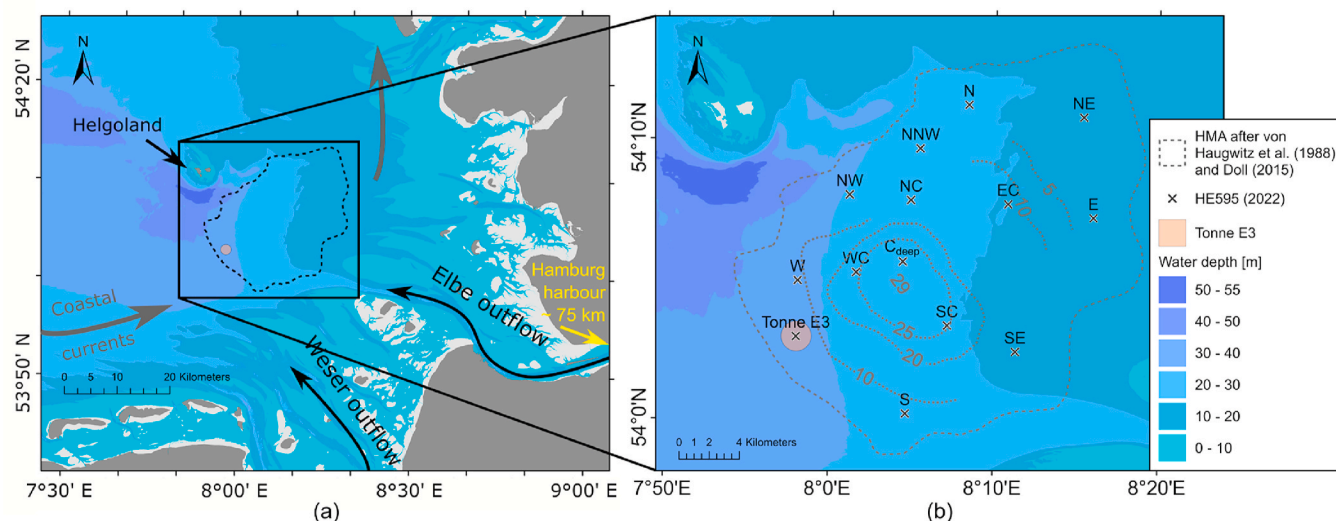 N
54°20' N
Helgoland
Hamburg
harbour
~ 75 km
Elbe outflow
Coastal
currents
Weser outflow
53°50' N
0 5 10 20 Kilometers
7°30'E 8°00'E 8°30'E 9°00'E
(a)
N
54°10'N
N
NE
NNW
NW
NC
EC
E
5
10
C deep
WC
W
29
SC
Tonne E3
25
SE
20
10
S
54°0'N
0 1 2 4 Kilometers
7°50'E 8°0'E 8°10'E 8°20'E
(b)
HMA after von
Haugwitz et al. (1988)
and Doll (2015)
HE595 (2022)
Tonne E3
Water depth [m]
50 - 55
40 - 50
30 - 40
20 - 30
10 - 20
0 - 10